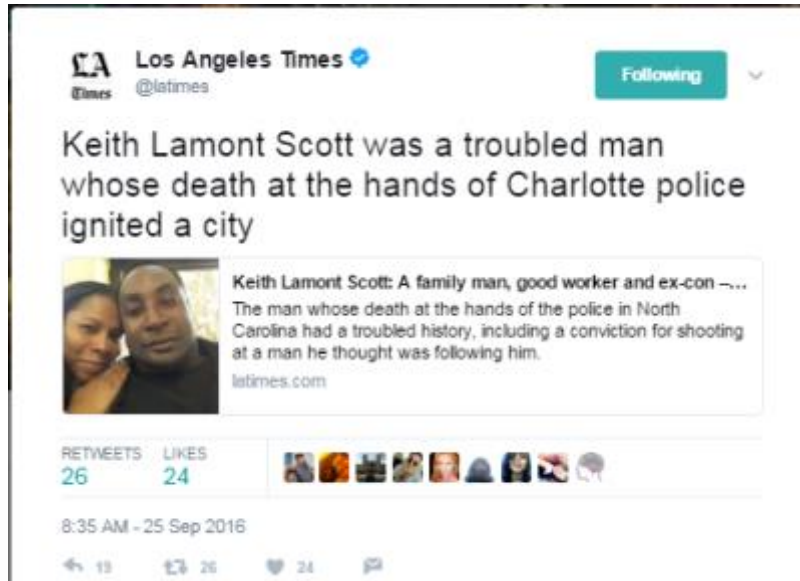 LA
Times
Los Angeles Times
@latimes
Following
Keith Lamont Scott was a troubled man
whose death at the hands of Charlotte police
ignited a city
Keith Lamont Scott: A family man, good worker and ex-con –...
The man whose death at the hands of the police in North
Carolina had a troubled history, including a conviction for shooting
at a man he thought was following him.
latimes.com
RETWEETS LIKES
26 24
8:35 AM - 25 Sep 2016
19 26 24